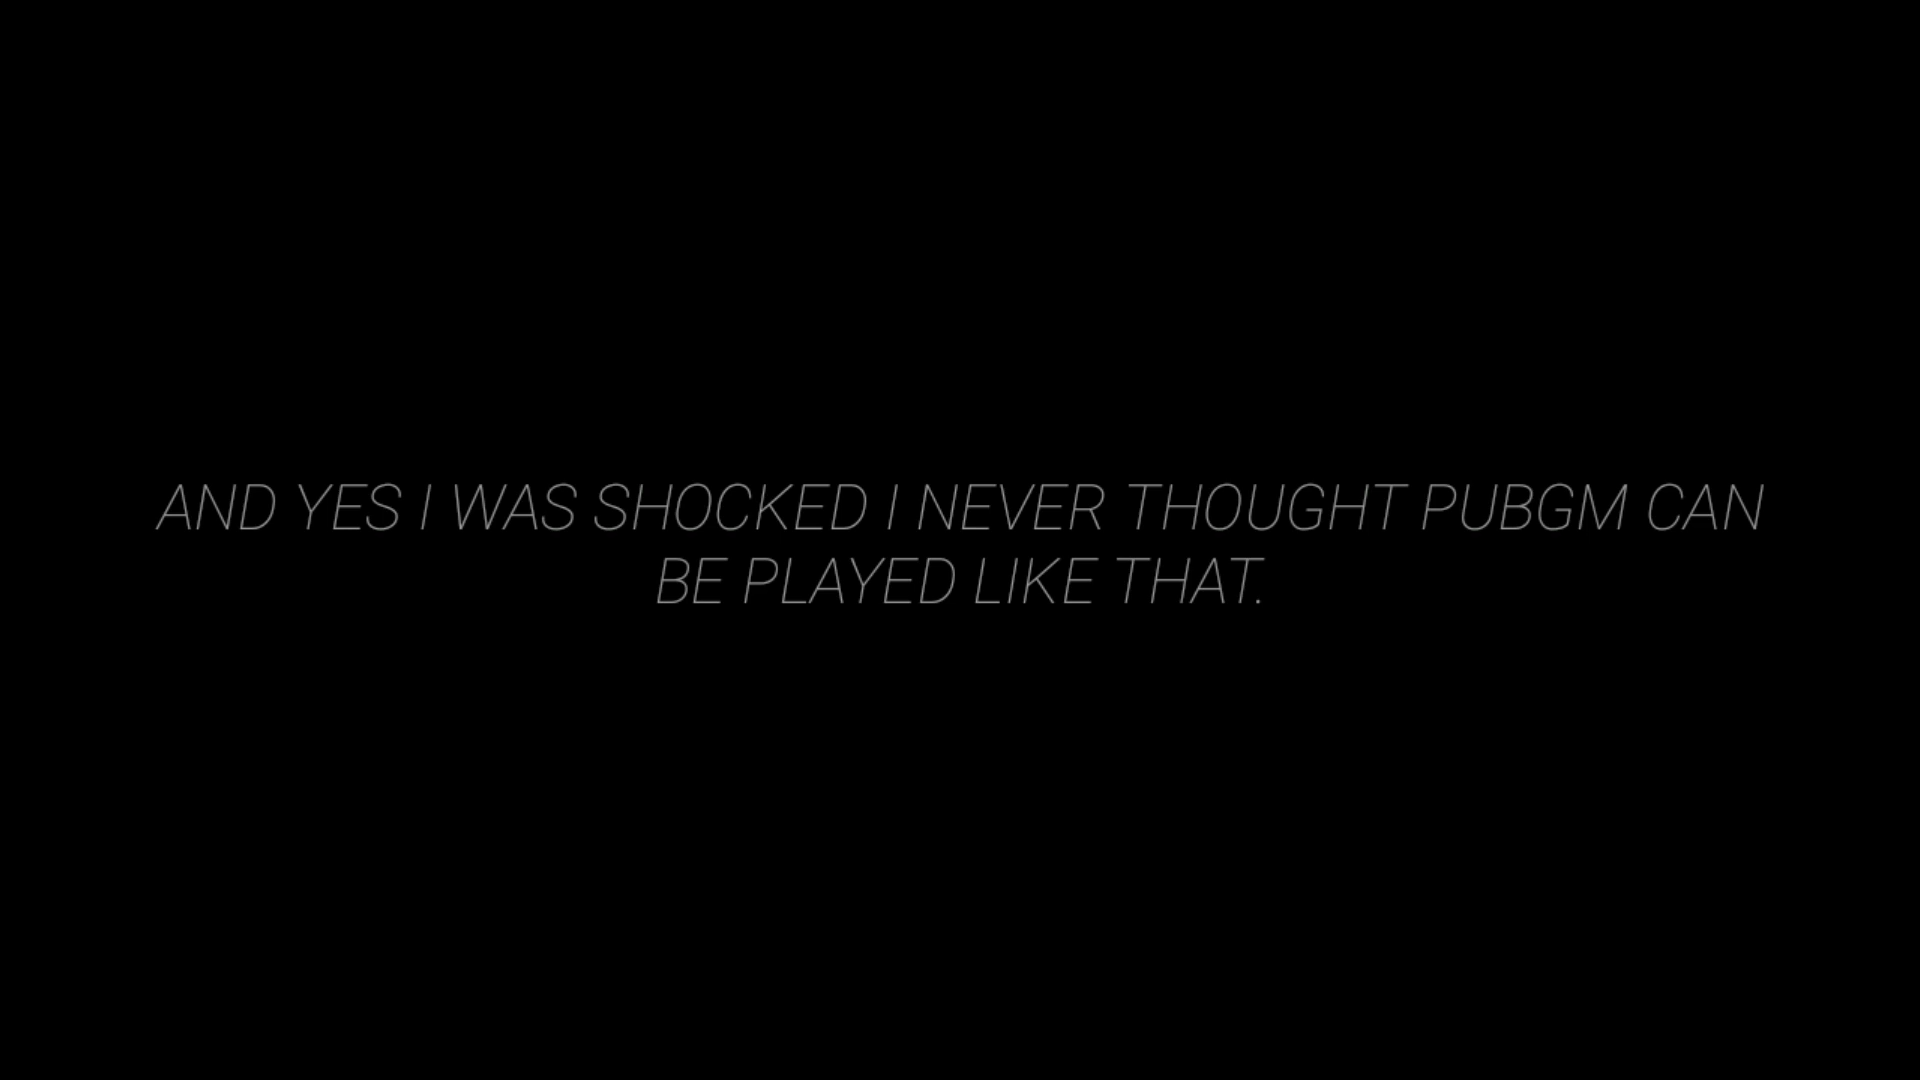 AND YES I WAS SHOCKED I NEVER THOUGHT PUBGM CAN
BE PLAYED LIKE THAT.